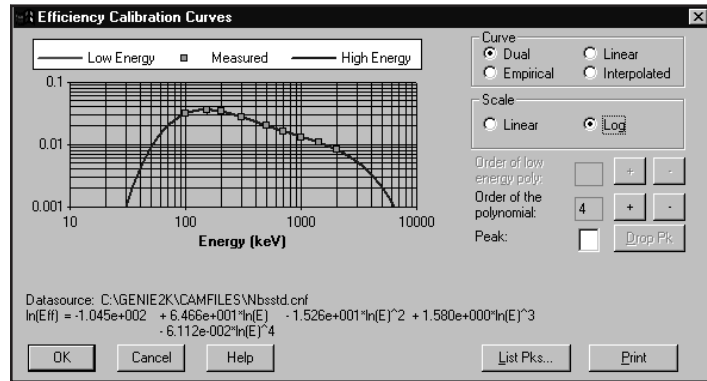 Efficiency Calibration Curves
Low Energy Measured High Energy
0.1
0.01
0.001
10 100 1000 10000
Energy (keV)
Curve
Dual Linear
Empirical Interpolated
Scale
Linear Log
Order of low
energy poly:
+ -
Order of the
polynomial:
4 + -
Peak:
Drop Pk
Datasource: C:\GENIE2K\CAMFILES\Nbsstd.cnf
ln(Eff) = -1.045e+002 + 6.466e+001*ln(E) - 1.526e+001*ln(E)^2 + 1.580e+000*ln(E)^3
- 6.112e-002*ln(E)^4
OK Cancel Help List Pks... Print